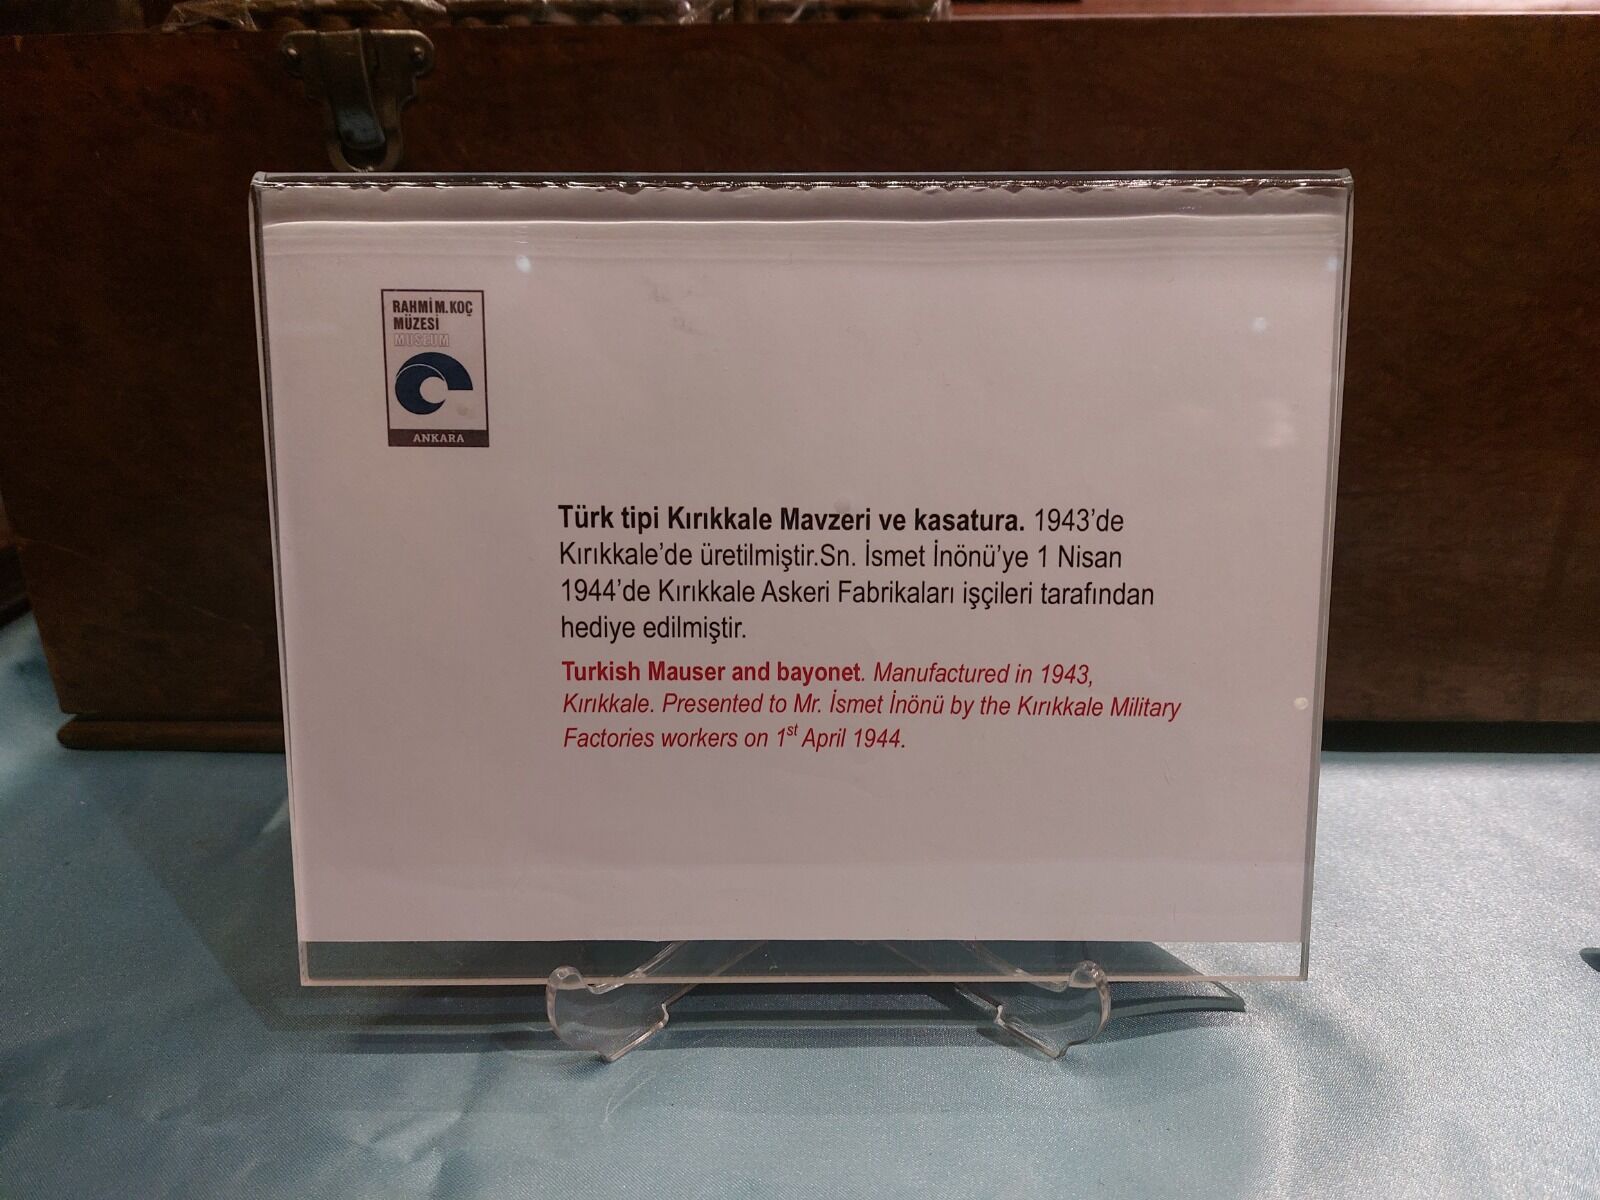 RAHMİ M. KOÇ
MÜZESİ
MUSEUM
ANKARA
Türk tipi Kırıkkale Mavzeri ve kasatura. 1943’de
Kırıkkale’de üretilmiştir.Sn. İsmet İnönü’ye 1 Nisan
1944’de Kırıkkale Askeri Fabrikaları işçileri tarafından
hediye edilmiştir.
Turkish Mauser and bayonet. Manufactured in 1943,
Kırıkkale. Presented to Mr. İsmet İnönü by the Kırıkkale Military
Factories workers on 1st April 1944.